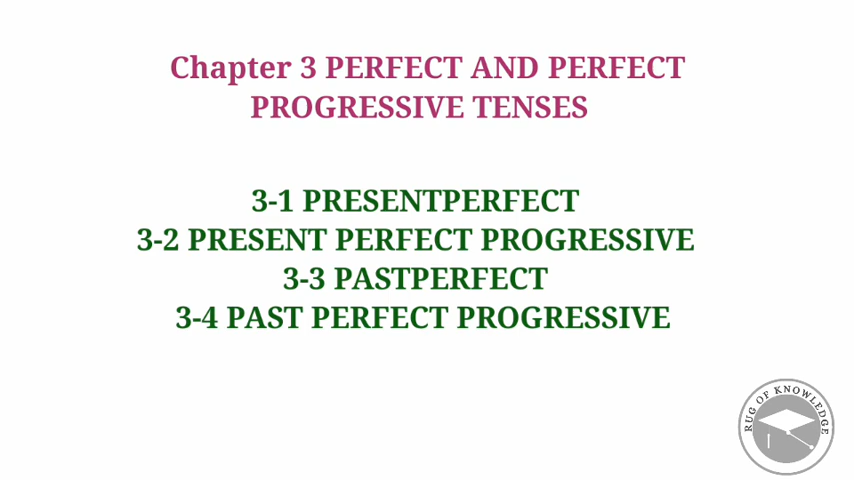 Chapter 3 PERFECT AND PERFECT
PROGRESSIVE TENSES
3-1 PRESENTPERFECT
3-2 PRESENT PERFECT PROGRESSIVE
3-3 PASTPERFECT
3-4 PAST PERFECT PROGRESSIVE
RUG OF KNOWLEDGE